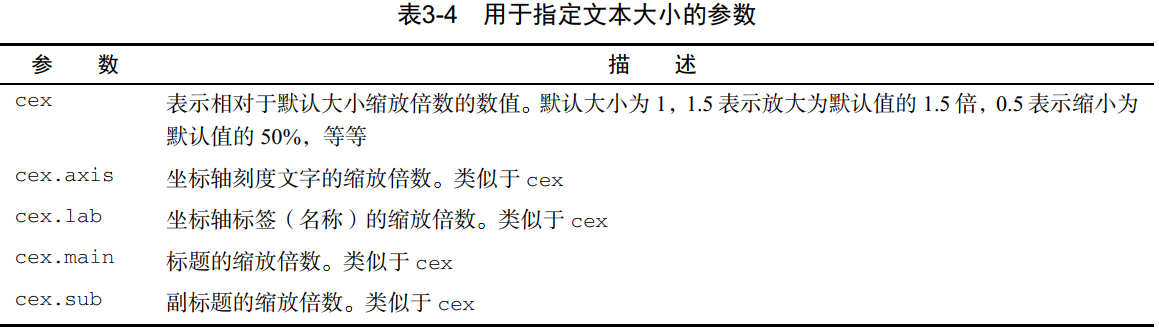 表3-4 用于指定文本大小的参数
参 数 描 述
cex 表示相对于默认大小缩放倍数的数值。默认大小为 1，1.5 表示放大为默认值的 1.5 倍，0.5 表示缩小为
默认值的 50%，等等
cex.axis 坐标轴刻度文字的缩放倍数。类似于 cex
cex.lab 坐标轴标签（名称）的缩放倍数。类似于 cex
cex.main 标题的缩放倍数。类似于 cex
cex.sub 副标题的缩放倍数。类似于 cex